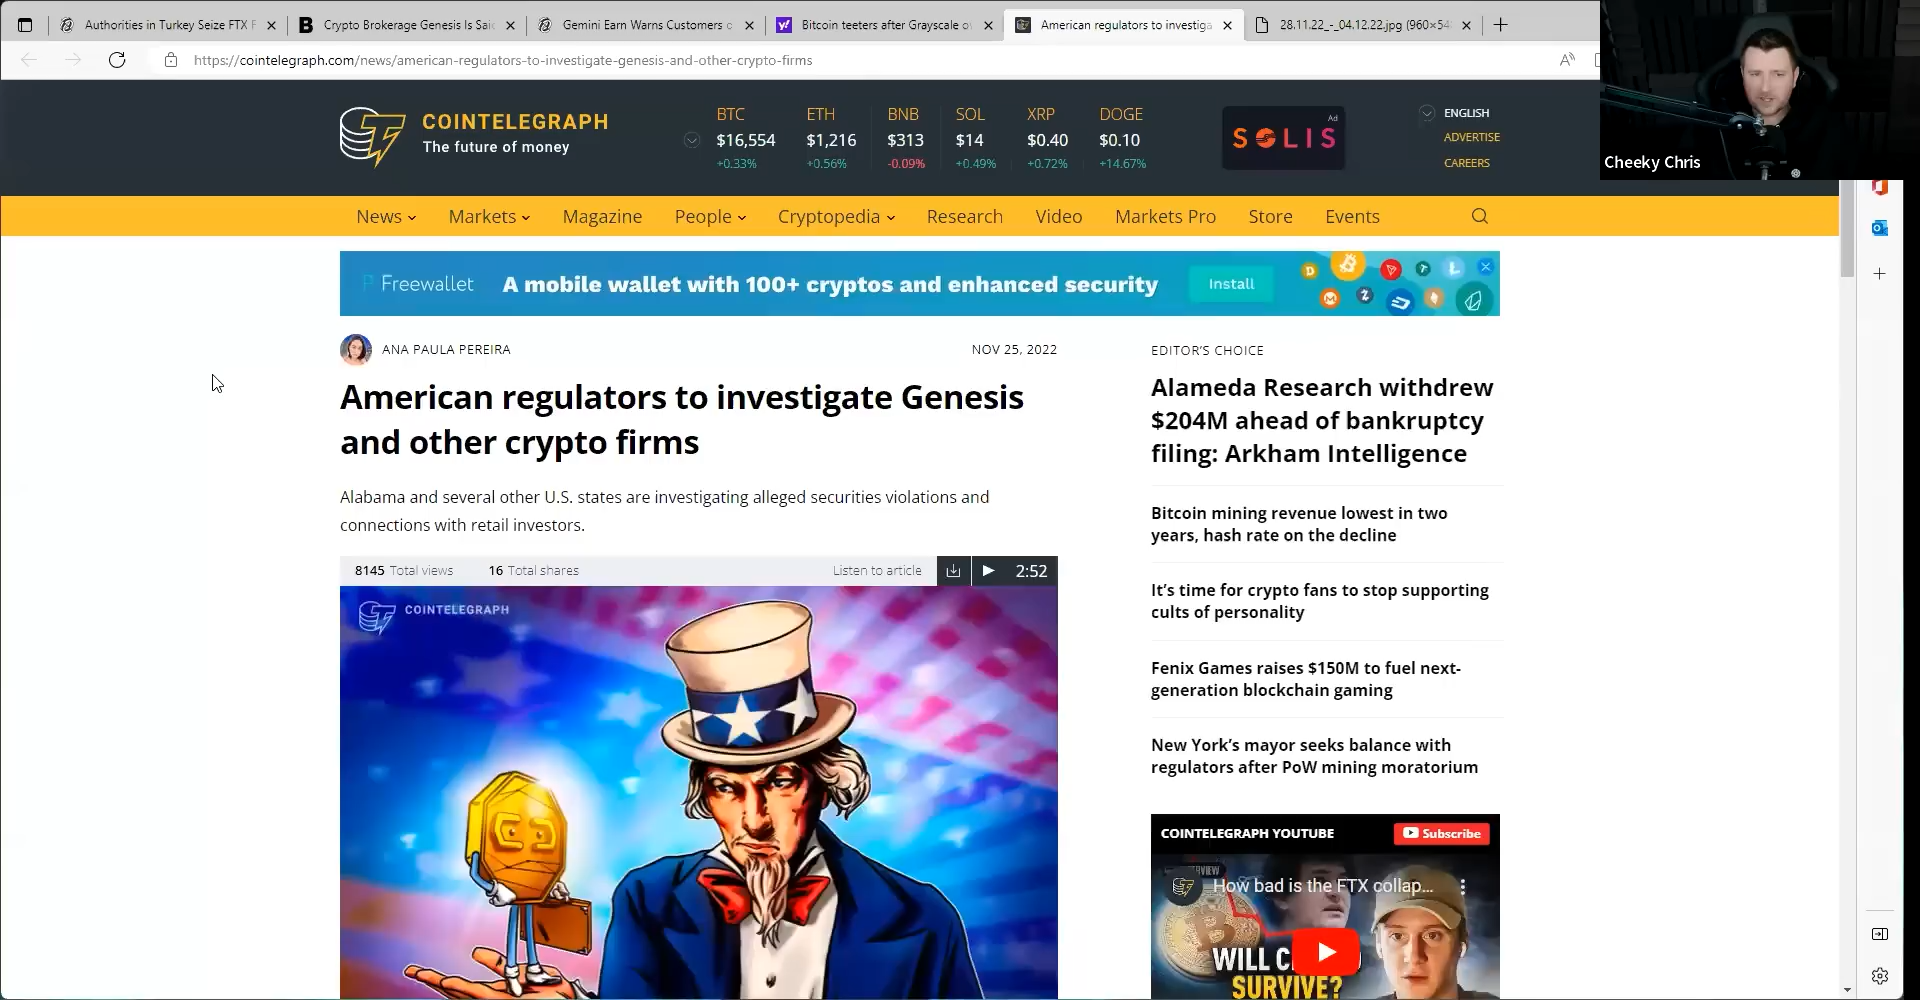 Authorities in Turkey Seize FTX F
Crypto Brokerage Genesis Is Said
Gemini Earn Warns Customers o
Bitcoin teeters after Grayscale o
American regulators to investiga
28.11.22_-_04.12.22.jpg (960×54
https://cointelegraph.com/news/american-regulators-to-investigate-genesis-and-other-crypto-firms
Cheeky Chris
COINTELEGRAPH
The future of money
BTC ETH BNB SOL XRP DOGE
$16,554 $1,216 $313 $14 $0.40 $0.10
+0.33% +0.56% -0.09% +0.49% +0.72% +14.67%
Ad
SOLIS
ENGLISH
ADVERTISE
CAREERS
News Markets Magazine People Cryptopedia Research Video Markets Pro Store Events
Freewallet A mobile wallet with 100+ cryptos and enhanced security Install
ANA PAULA PEREIRA NOV 25, 2022
American regulators to investigate Genesis
and other crypto firms
Alabama and several other U.S. states are investigating alleged securities violations and
connections with retail investors.
8145 Total views 16 Total shares Listen to article 2:52
COINTELEGRAPH
EDITOR'S CHOICE
Alameda Research withdrew
$204M ahead of bankruptcy
filing: Arkham Intelligence
Bitcoin mining revenue lowest in two
years, hash rate on the decline
It's time for crypto fans to stop supporting
cults of personality
Fenix Games raises $150M to fuel next-
generation blockchain gaming
New York's mayor seeks balance with
regulators after PoW mining moratorium
COINTELEGRAPH YOUTUBE Subscribe
How bad is the FTX collap...
SURVIVE?